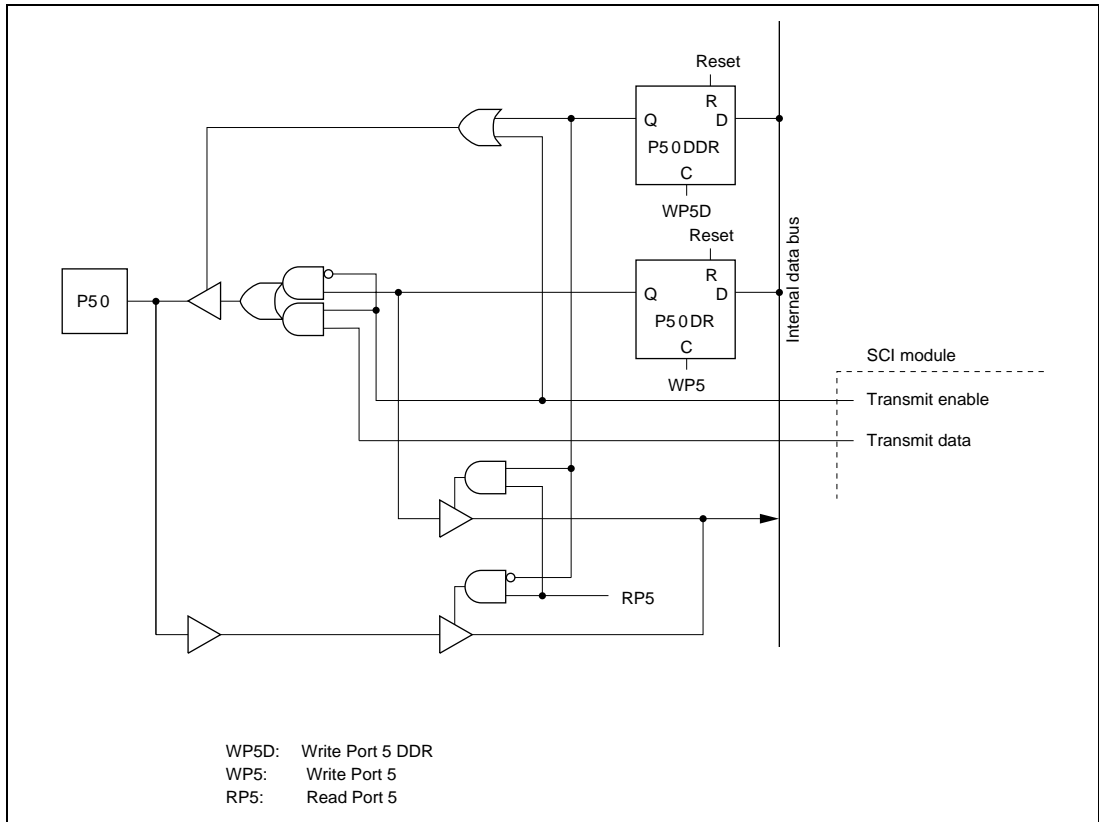 Reset
R
Q D
P50DDR
C
WP5D
Reset
R
Q D
P50DR
C
WP5
P50
Internal data bus
SCI module
Transmit enable
Transmit data
RP5
WP5D: Write Port 5 DDR
WP5: Write Port 5
RP5: Read Port 5